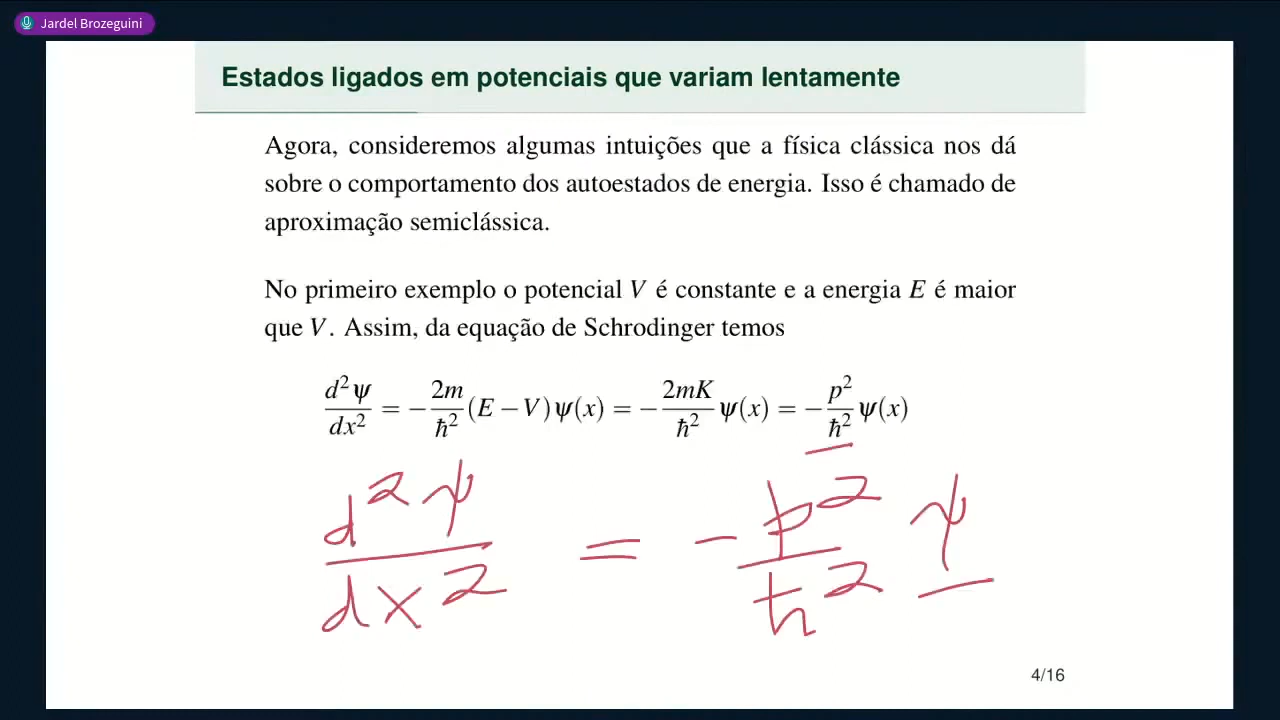 Jardel Brozeguini
Estados ligados em potenciais que variam lentamente
Agora, consideremos algumas intuições que a física clássica nos dá
sobre o comportamento dos autoestados de energia. Isso é chamado de
aproximação semiclássica.
No primeiro exemplo o potencial V é constante e a energia E é maior
que V. Assim, da equação de Schrodinger temos
d²ψ/dx² = −2m/ħ² (E − V)ψ(x) = −2mK/ħ² ψ(x) = −p²/ħ² ψ(x)
d²ψ/dx² = −p²/ħ² ψ
4/16